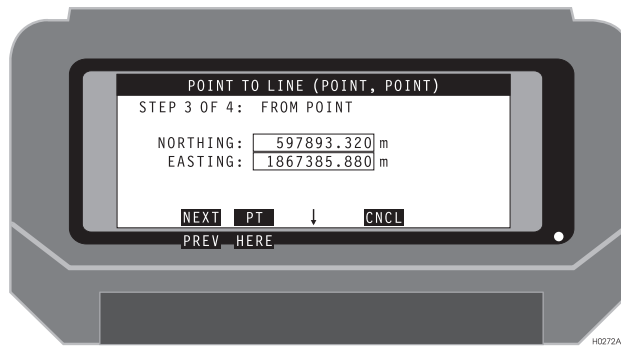 POINT TO LINE (POINT, POINT)
STEP 3 OF 4: FROM POINT
NORTHING: 597893.320 m
EASTING: 1867385.880 m
NEXT PT ↓ CNCL
PREV HERE
H0272A